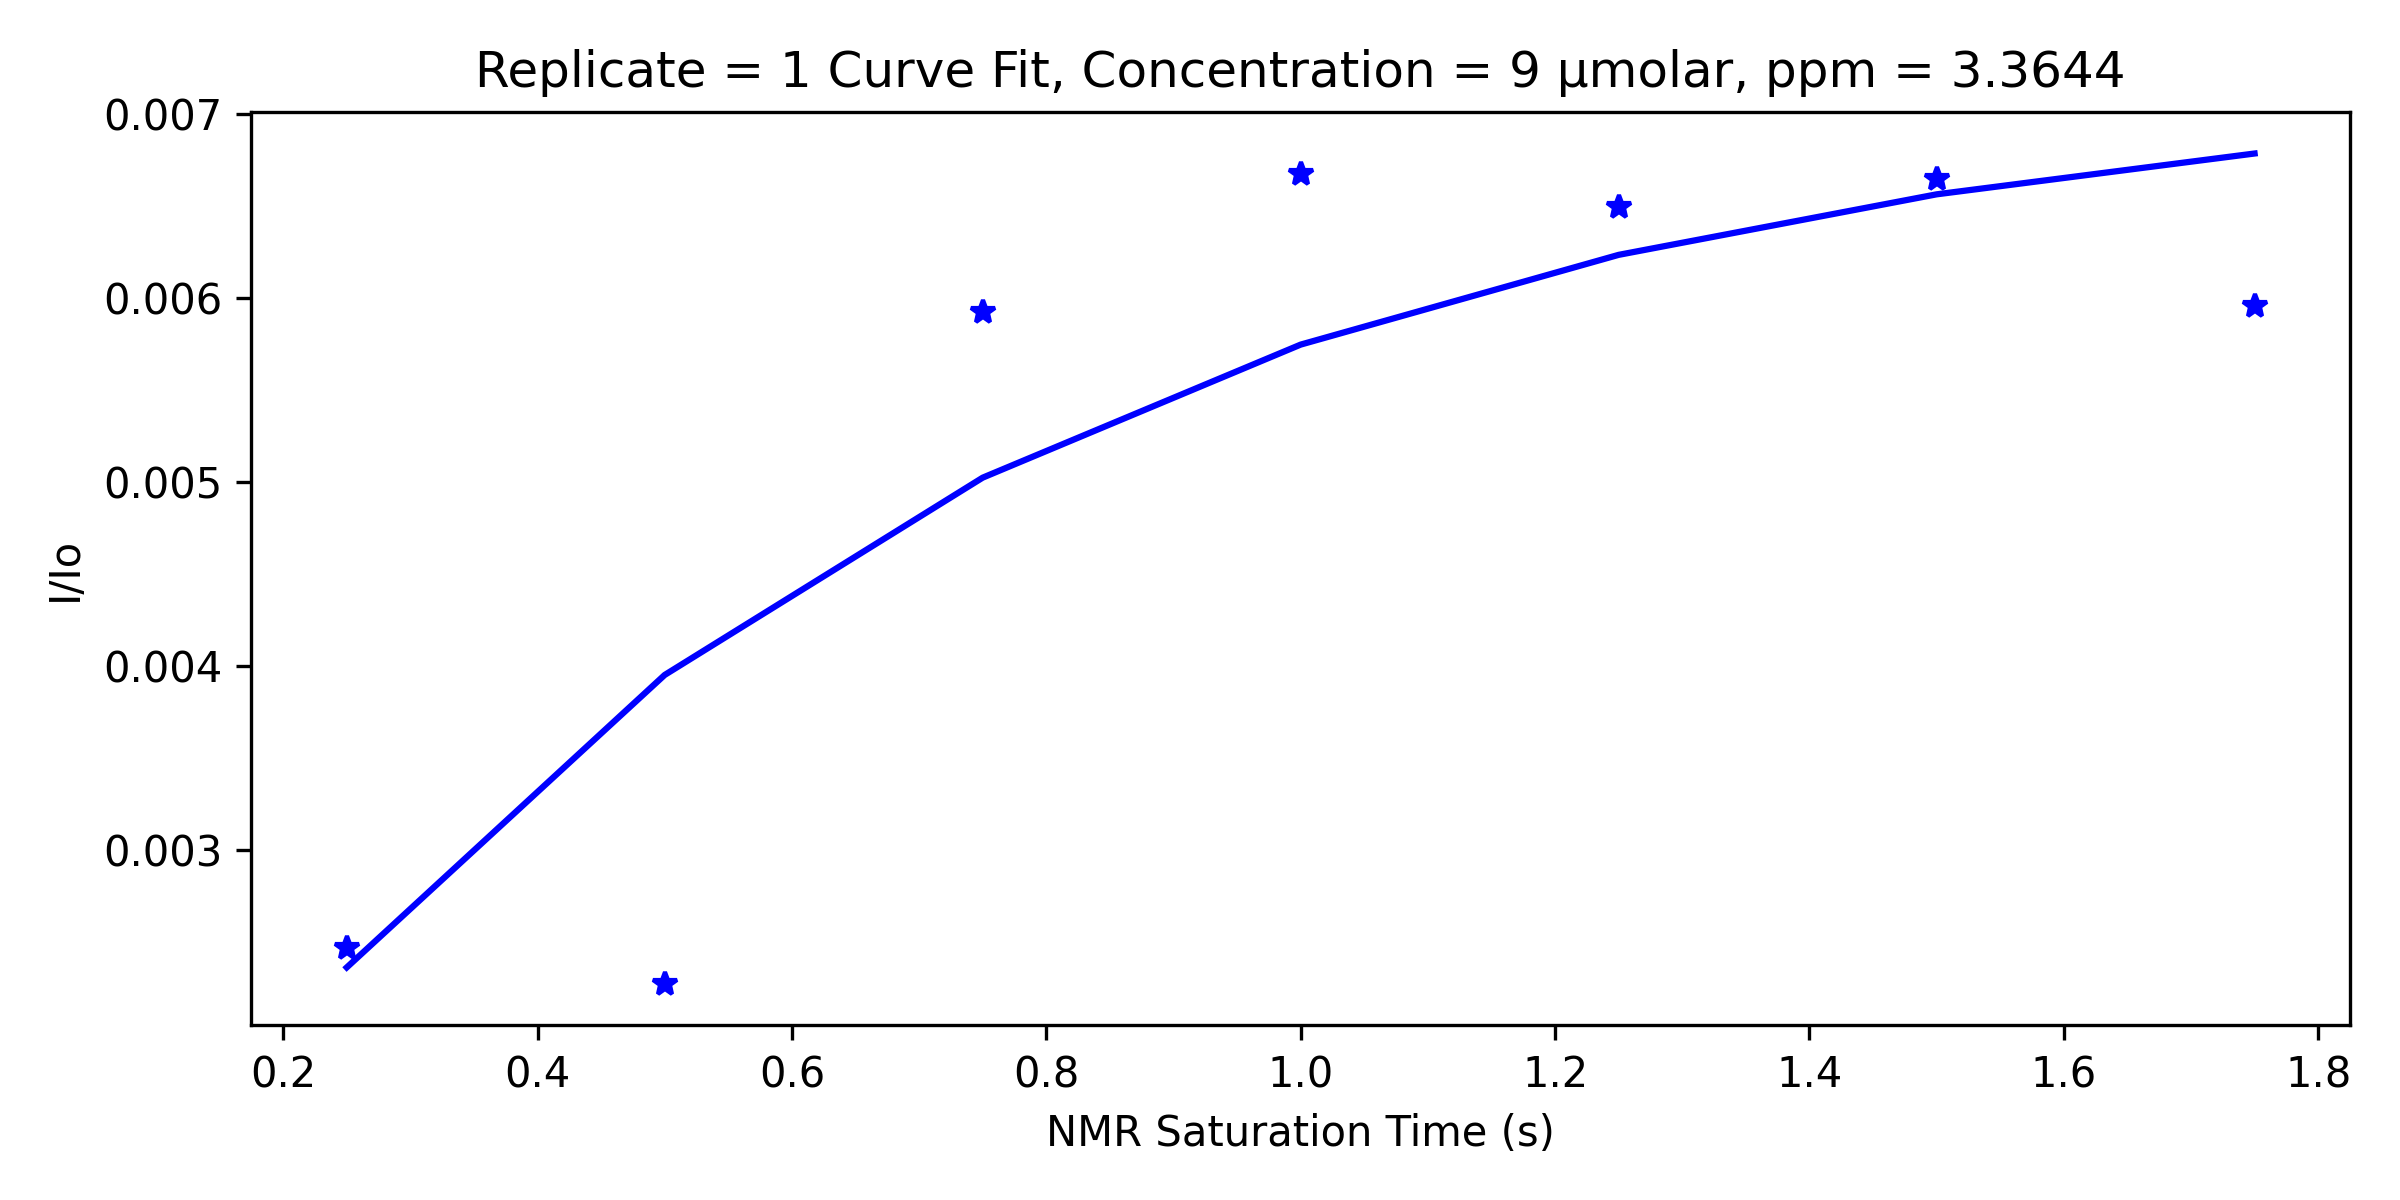 Replicate = 1 Curve Fit, Concentration = 9 µmolar, ppm = 3.3644
0.007
0.006
0.005
0.004
0.003
I/Io
0.2 0.4 0.6 0.8 1.0 1.2 1.4 1.6 1.8
NMR Saturation Time (s)